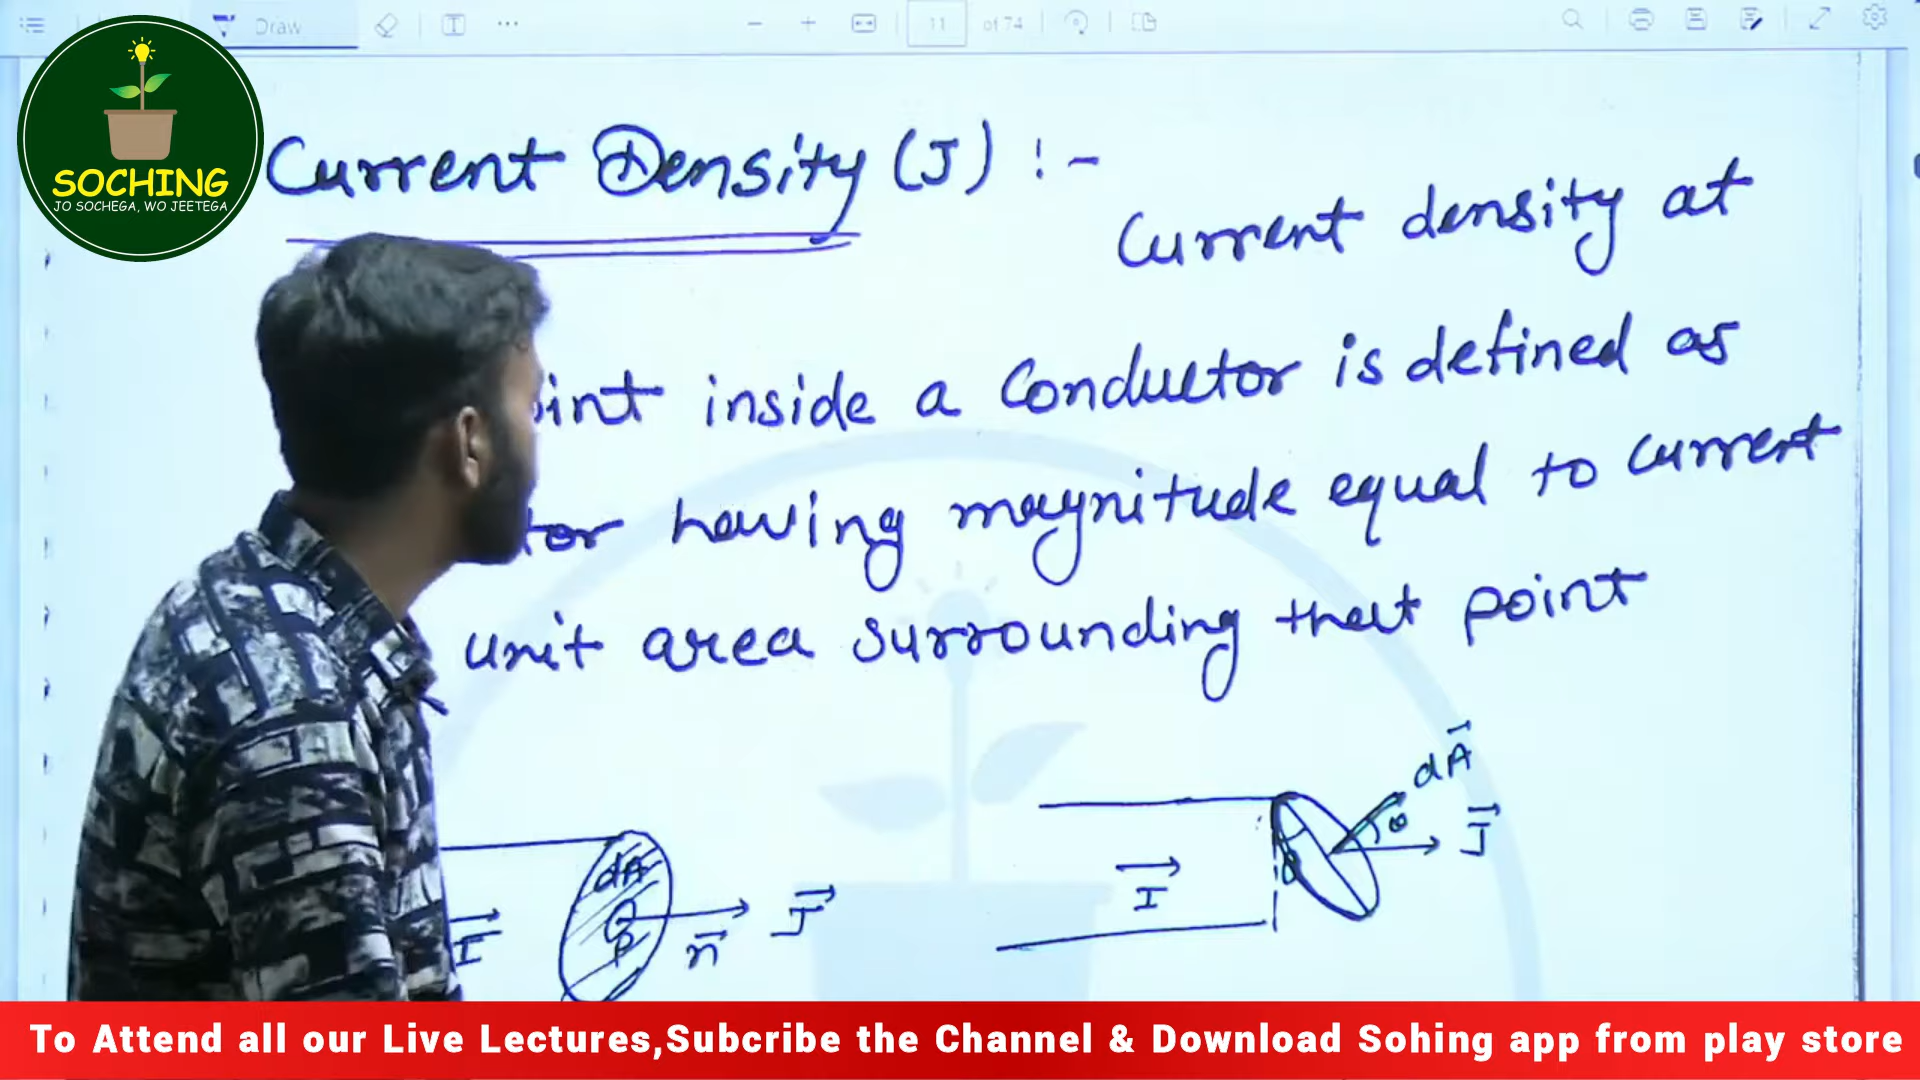 Draw
11 of 74
SOCHING
JO SOCHEGA, WO JEETEGA
Current Density (J) :-
Current density at
inside a Conductor is defined as
having magnitude equal to current
unit area surrounding that point
dA
I
n
J
dA
θ
J
I
θ
P
To Attend all our Live Lectures,Subcribe the Channel & Download Sohing app from play store